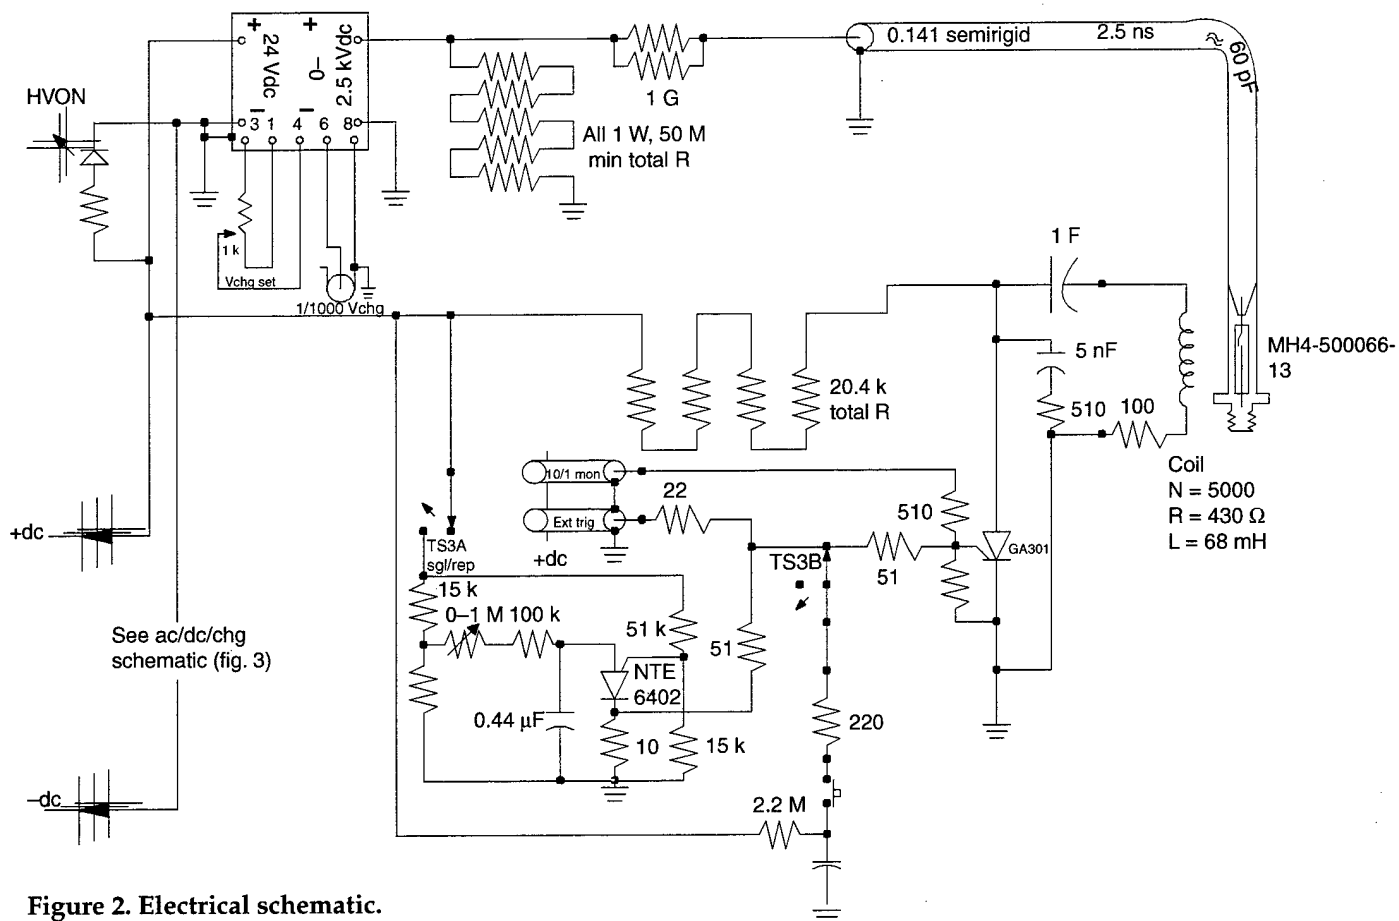 +
+
24 Vdc
0–
2.5 kVdc
–
–
3
1
4
6
8
HVON
1 k
Vchg set
1/1000 Vchg
1 G
All 1 W, 50 M
min total R
0.141 semirigid
2.5 ns
≈ 60 pF
MH4-500066-
13
1 F
5 nF
510
100
Coil
N = 5000
R = 430 Ω
L = 68 mH
20.4 k
total R
10/1 mon
Ext trig
+dc
22
510
51
GA301
TS3A
sgl/rep
TS3B
15 k
0–1 M
100 k
51 k
51
NTE
6402
0.44 µF
10
15 k
220
2.2 M
+dc
See ac/dc/chg
schematic (fig. 3)
–dc
Figure 2. Electrical schematic.